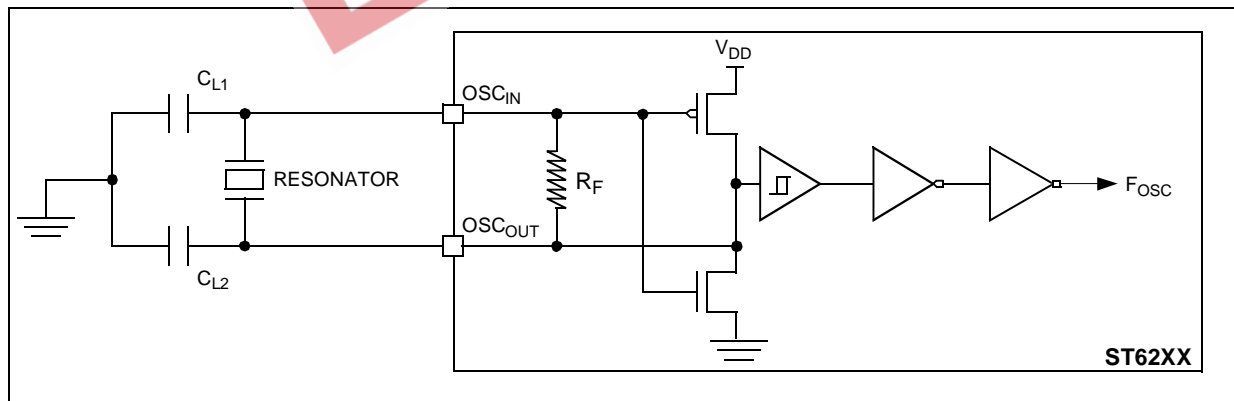 V_DD
C_L1
OSC_IN
RESONATOR
R_F
F_OSC
OSC_OUT
C_L2
ST62XX